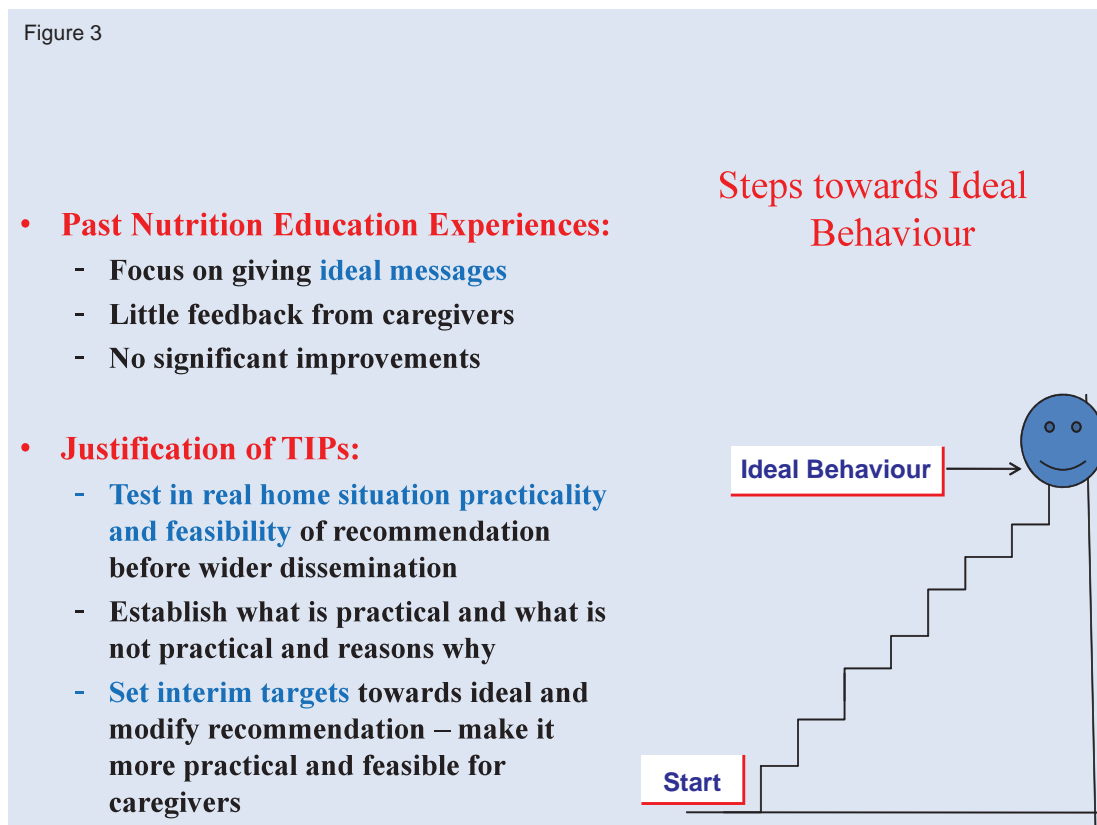 Figure 3
Steps towards Ideal
Behaviour
• Past Nutrition Education Experiences:
- Focus on giving ideal messages
- Little feedback from caregivers
- No significant improvements
• Justification of TIPs:
- Test in real home situation practicality
and feasibility of recommendation
before wider dissemination
- Establish what is practical and what is
not practical and reasons why
- Set interim targets towards ideal and
modify recommendation – make it
more practical and feasible for
caregivers
Ideal Behaviour
Start